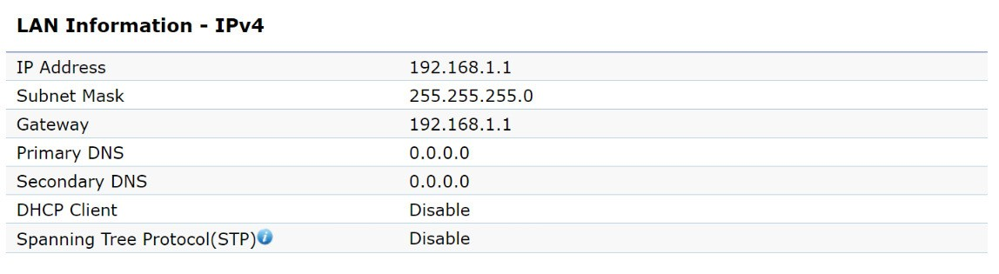 LAN Information - IPv4
IP Address 192.168.1.1
Subnet Mask 255.255.255.0
Gateway 192.168.1.1
Primary DNS 0.0.0.0
Secondary DNS 0.0.0.0
DHCP Client Disable
Spanning Tree Protocol(STP) Disable